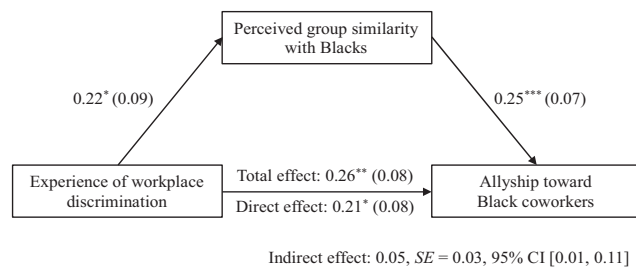 Perceived group similarity
with Blacks
0.22* (0.09)
0.25*** (0.07)
Experience of workplace
discrimination
Total effect: 0.26** (0.08)
Direct effect: 0.21* (0.08)
Allyship toward
Black coworkers
Indirect effect: 0.05, SE = 0.03, 95% CI [0.01, 0.11]